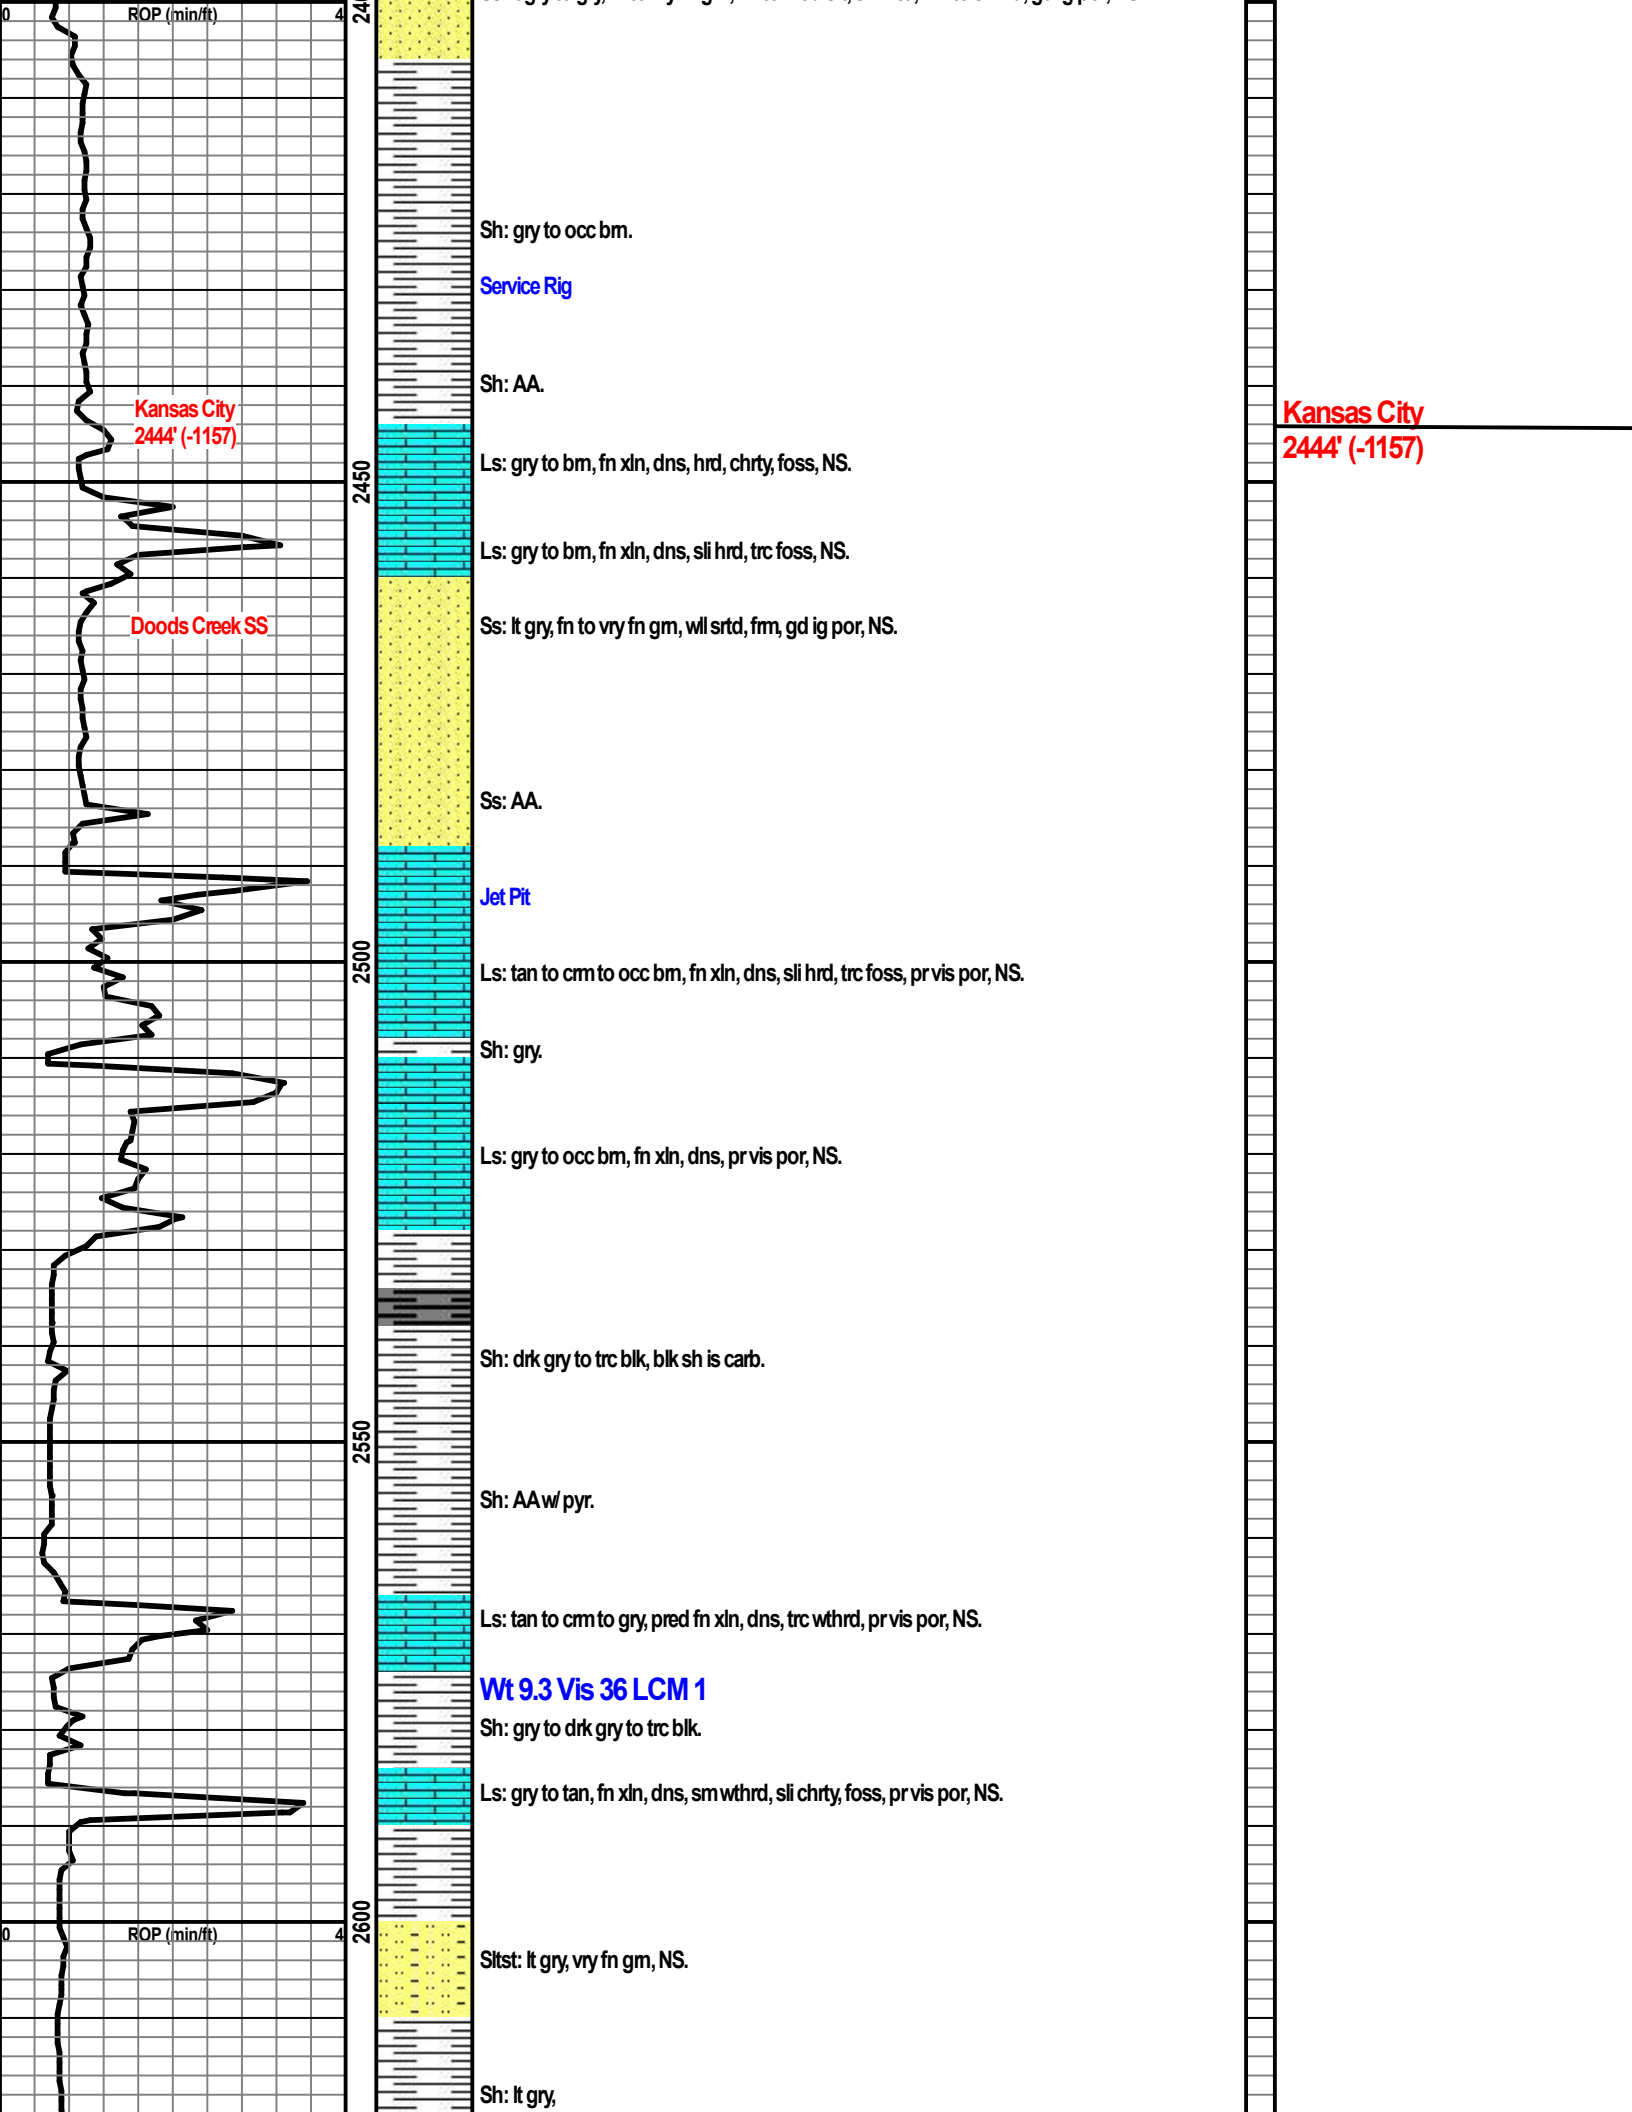 0 ROP (min/ft) 4
Sh: gry to occ brn.
Service Rig
Sh: AA.
Kansas City
2444' (-1157)
Kansas City
2444' (-1157)
2450
Ls: gry to brn, fn xln, dns, hrd, chrty, foss, NS.
Ls: gry to brn, fn xln, dns, sli hrd, trc foss, NS.
Doods Creek SS
Ss: lt gry, fn to vry fn grn, wll srtd, frm, gd ig por, NS.
Ss: AA.
Jet Pit
2500
Ls: tan to crm to occ brn, fn xln, dns, sli hrd, trc foss, pr vis por, NS.
Sh: gry.
Ls: gry to occ brn, fn xln, dns, pr vis por, NS.
Sh: drk gry to trc blk, blk sh is carb.
2550
Sh: AA w/ pyr.
Ls: tan to crm to gry, pred fn xln, dns, trc wthrd, pr vis por, NS.
Wt 9.3 Vis 36 LCM 1
Sh: gry to drk gry to trc blk.
Ls: gry to tan, fn xln, dns, sm wthrd, sli chrty, foss, pr vis por, NS.
2600
0 ROP (min/ft) 4
Sltst: lt gry, vry fn grn, NS.
Sh: lt gry,